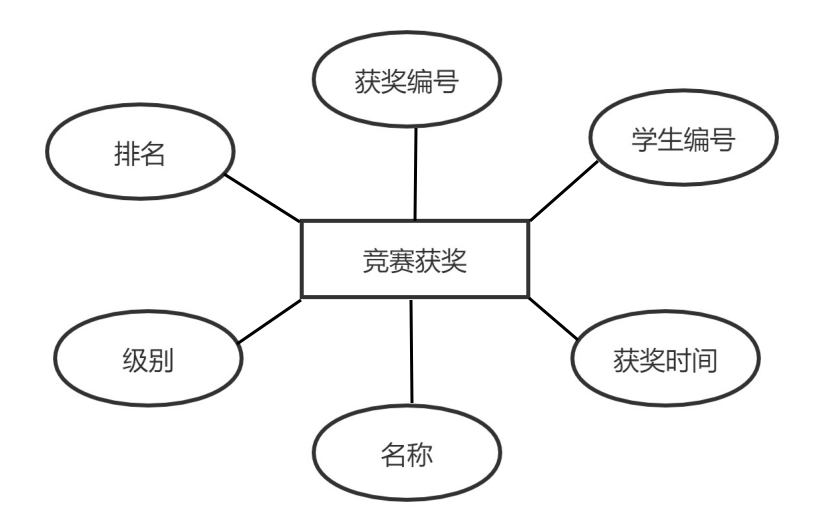 获奖编号
学生编号
排名
竞赛获奖
级别
获奖时间
名称